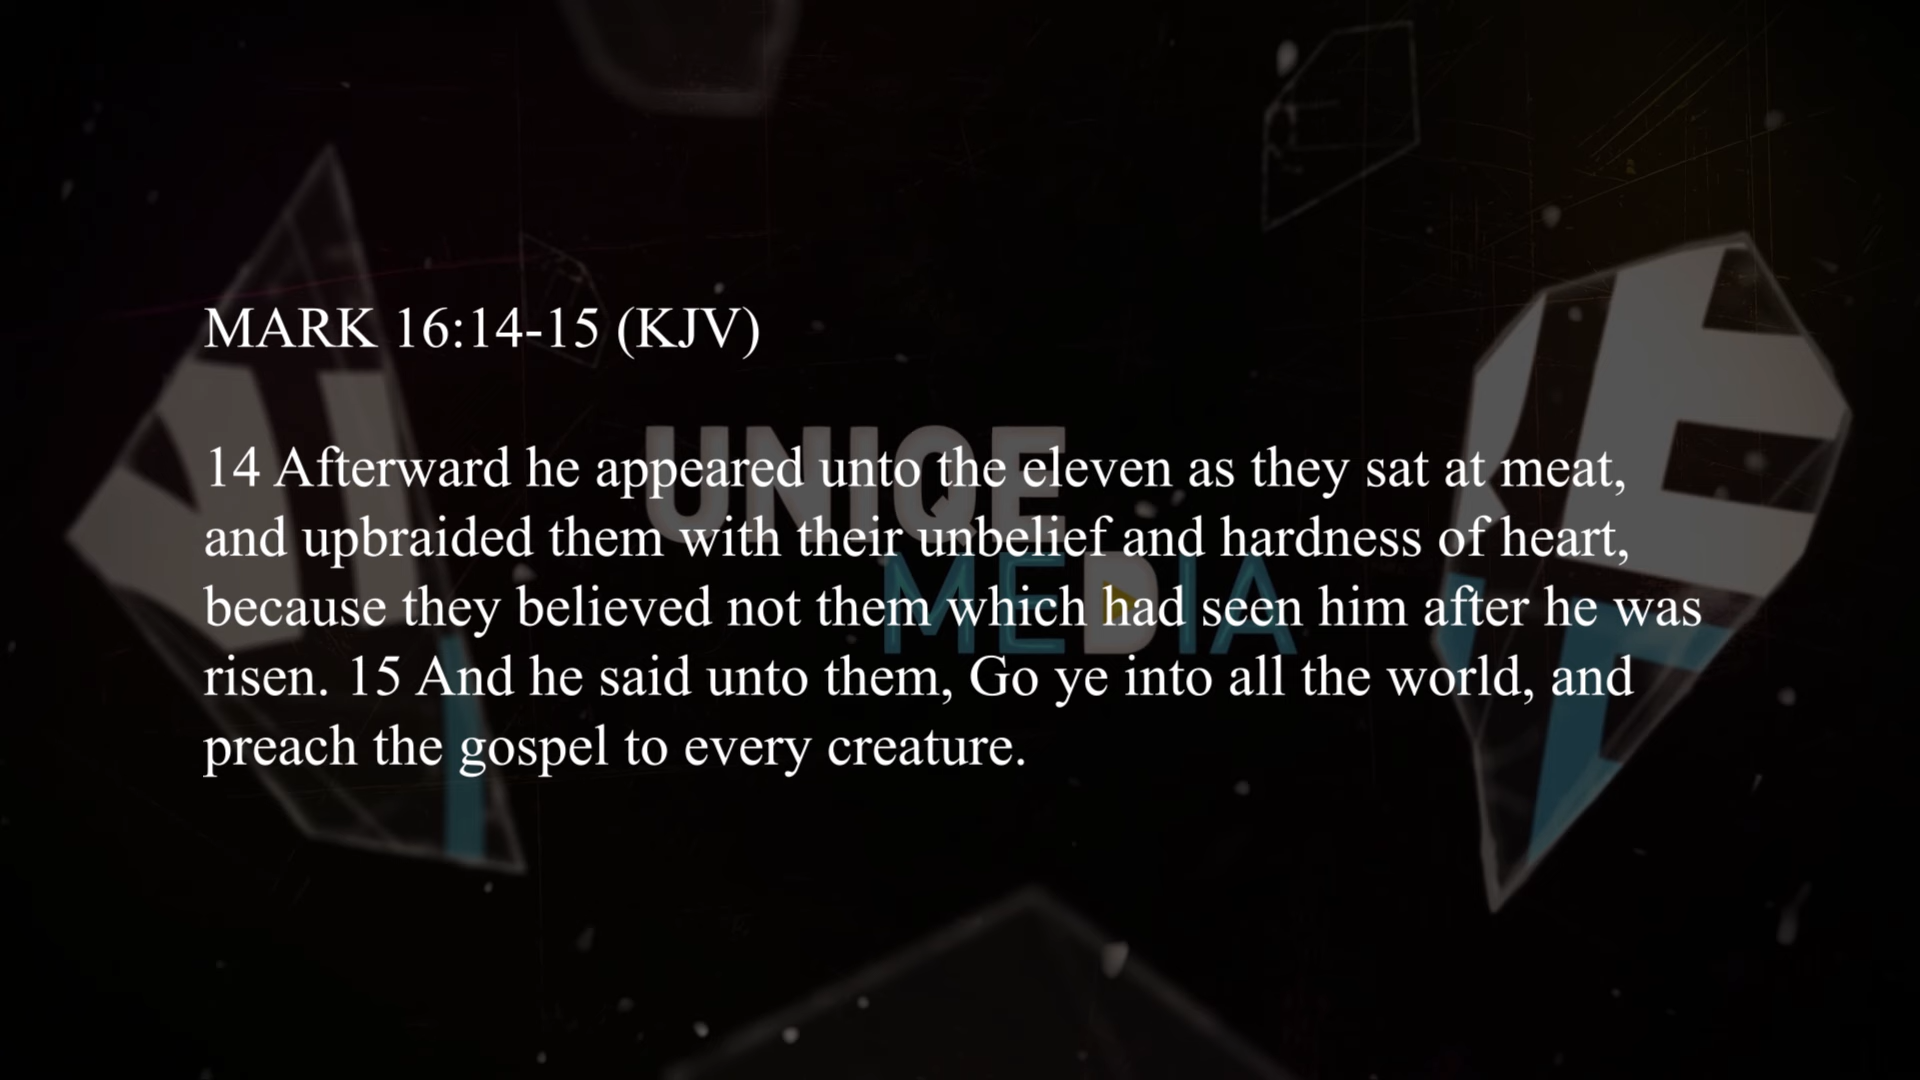 MARK 16:14-15 (KJV)
14 Afterward he appeared unto the eleven as they sat at meat,
and upbraided them with their unbelief and hardness of heart,
because they believed not them which had seen him after he was
risen. 15 And he said unto them, Go ye into all the world, and
preach the gospel to every creature.
UNIQE
MEDIA